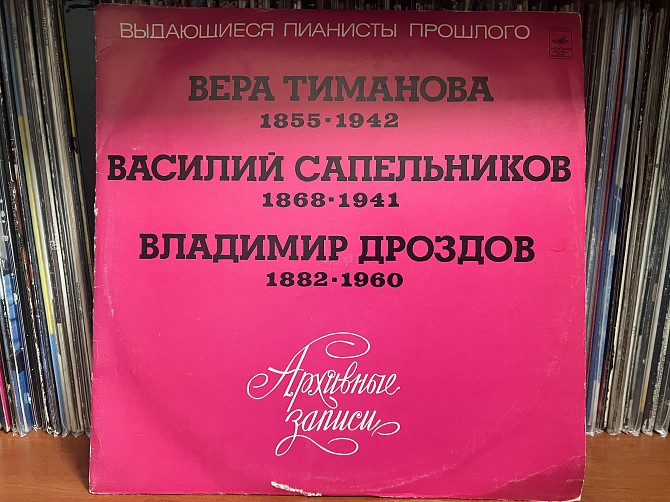 ВЫДАЮЩИЕСЯ ПИАНИСТЫ ПРОШЛОГО
ВЕРА ТИМАНОВА
1855·1942
ВАСИЛИЙ САПЕЛЬНИКОВ
1868·1941
ВЛАДИМИР ДРОЗДОВ
1882·1960
Архивные
записи